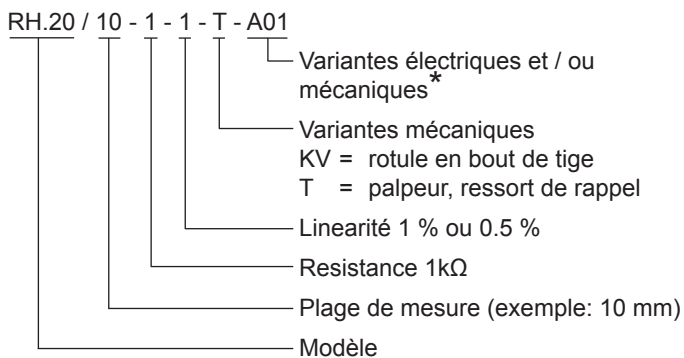 RH.20 / 10 - 1 - 1 - T - A01
Variantes électriques et / ou
mécaniques*
Variantes mécaniques
KV = rotule en bout de tige
T = palpeur, ressort de rappel
Linearité 1 % ou 0.5 %
Resistance 1kΩ
Plage de mesure (exemple: 10 mm)
Modèle